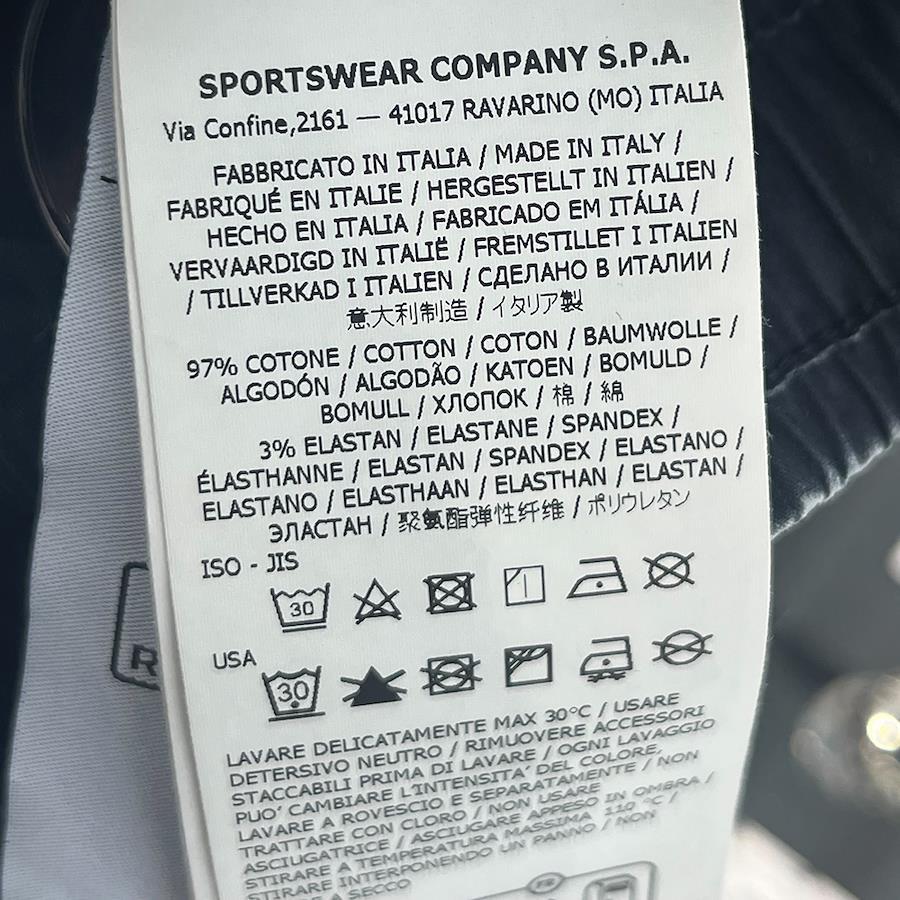 SPORTSWEAR COMPANY S.P.A.
Via Confine,2161 — 41017 RAVARINO (MO) ITALIA
FABBRICATO IN ITALIA / MADE IN ITALY /
FABRIQUÉ EN ITALIE / HERGESTELLT IN ITALIEN /
HECHO EN ITALIA / FABRICADO EM ITÁLIA /
VERVAARDIGD IN ITALIË / FREMSTILLET I ITALIEN
/ TILLVERKAD I ITALIEN / СДЕЛАНО В ИТАЛИИ /
意大利制造 / イタリア製
97% COTONE / COTTON / COTON / BAUMWOLLE /
ALGODÓN / ALGODÃO / KATOEN / BOMULD /
BOMULL / ХЛОПОК / 棉 / 綿
3% ELASTAN / ELASTANE / SPANDEX /
ÉLASTHANNE / ELASTAN / SPANDEX / ELASTANO /
ELASTANO / ELASTHAAN / ELASTHAN / ELASTAN /
ЭЛАСТАН / 聚氨酯弹性纤维 / ポリウレタン
ISO - JIS
30
USA
30
LAVARE DELICATAMENTE MAX 30°C / USARE
DETERSIVO NEUTRO / RIMUOVERE ACCESSORI
STACCABILI PRIMA DI LAVARE / OGNI LAVAGGIO
PUO' CAMBIARE L'INTENSITA' DEL COLORE,
LAVARE A ROVESCIO E SEPARATAMENTE / NON
TRATTARE CON CLORO / NON USARE
ASCIUGATRICE / ASCIUGARE APPESO IN OMBRA /
STIRARE A TEMPERATURA MASSIMA 110 °C /
STIRARE INTERPONENDO UN PANNO / NON
A SECCO
R